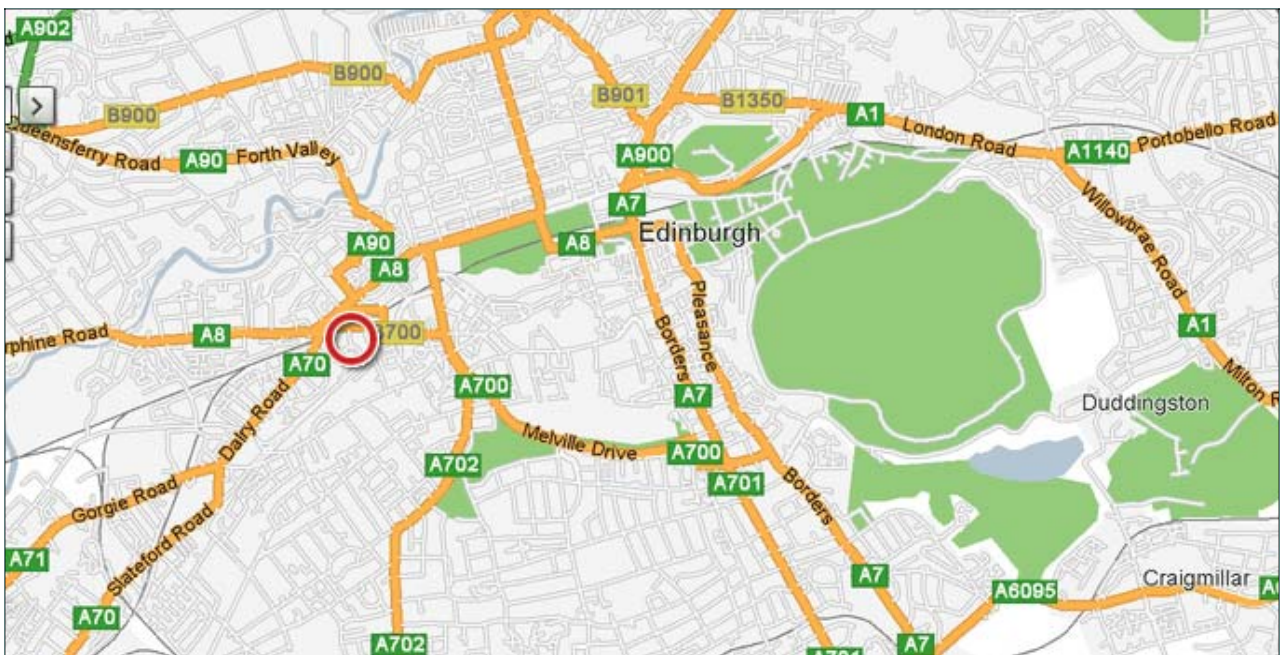 A902
>
B900
B900
B901
B1350
A1
London Road
A1140
Portobello Road
Queensferry Road
A90
Forth Valley
A900
A7
Willowbrae Road
A90
A8
Edinburgh
A8
rphine Road
A8
A70
Pleasance
Borders
A1
Milton R
A700
A7
Duddingston
Dalry Road
Melville Drive
A700
A702
A701
Gorgie Road
Borders
Slateford Road
A71
A7
A6095
Craigmillar
A70
A702
A7